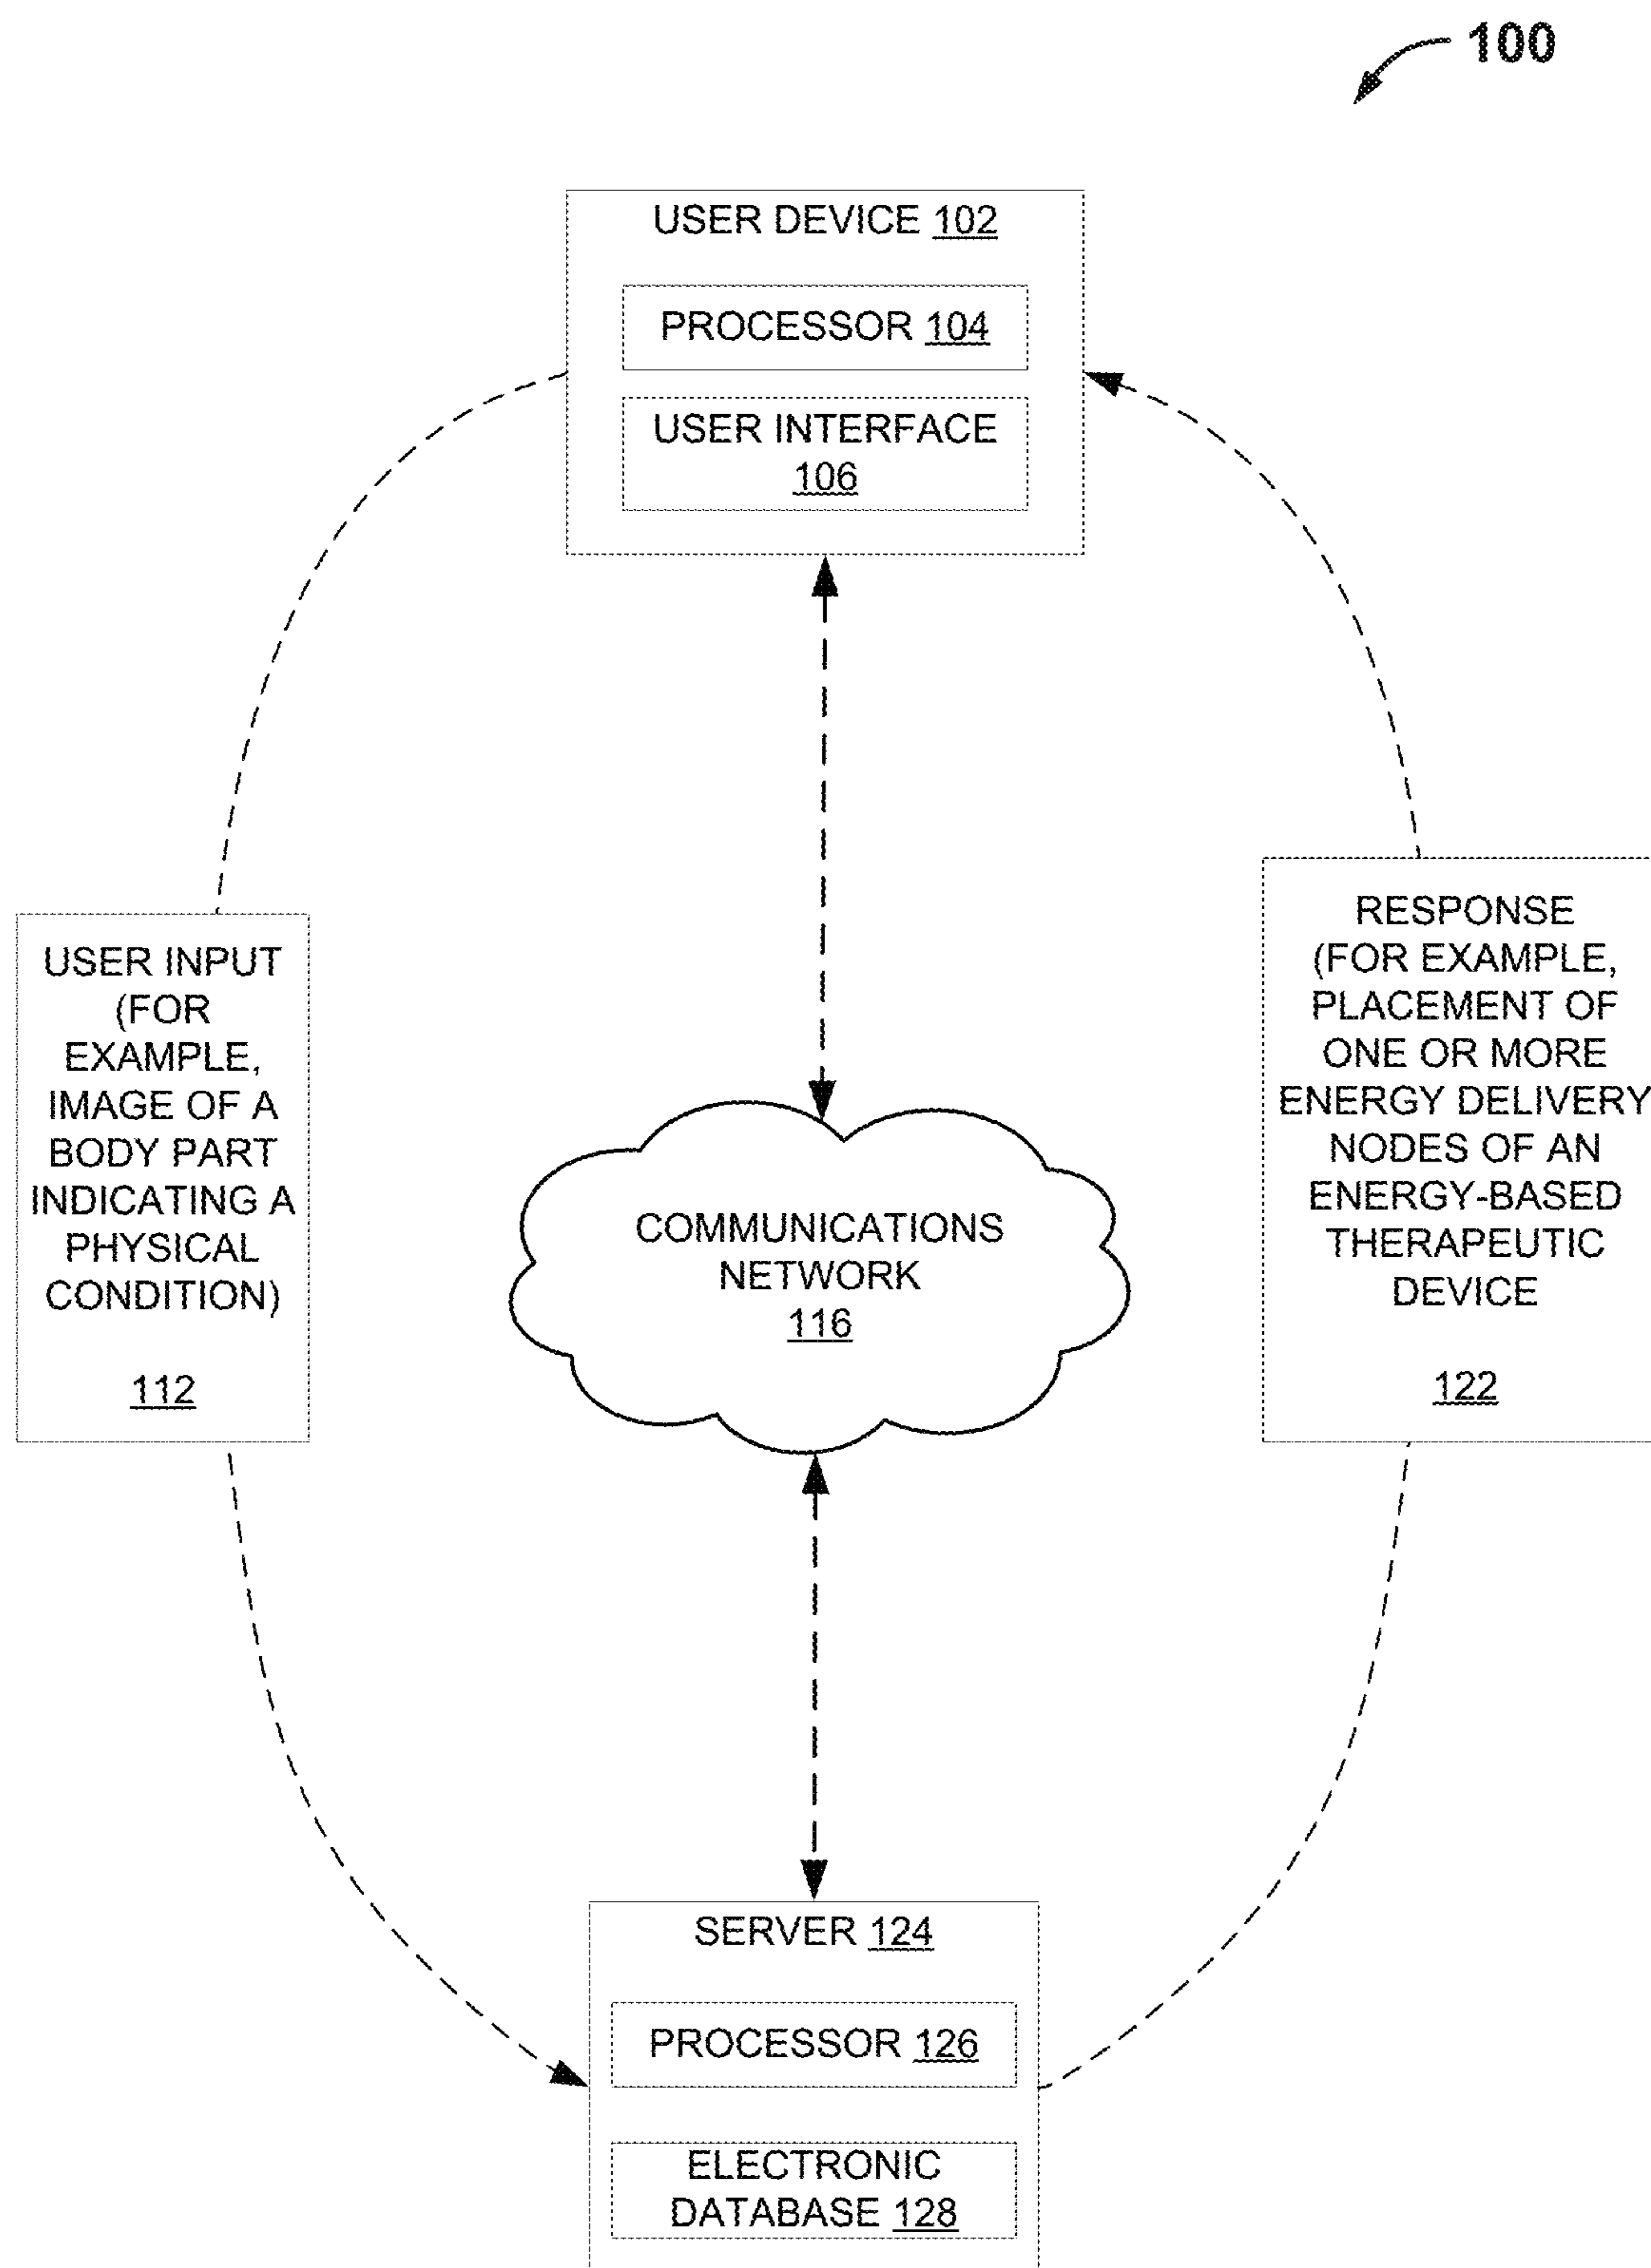 100
USER DEVICE 102
PROCESSOR 104
USER INTERFACE
106
USER INPUT
(FOR
EXAMPLE,
IMAGE OF A
BODY PART
INDICATING A
PHYSICAL
CONDITION)
112
COMMUNICATIONS
NETWORK
116
RESPONSE
(FOR EXAMPLE,
PLACEMENT OF
ONE OR MORE
ENERGY DELIVERY
NODES OF AN
ENERGY-BASED
THERAPEUTIC
DEVICE
122
SERVER 124
PROCESSOR 126
ELECTRONIC
DATABASE 128